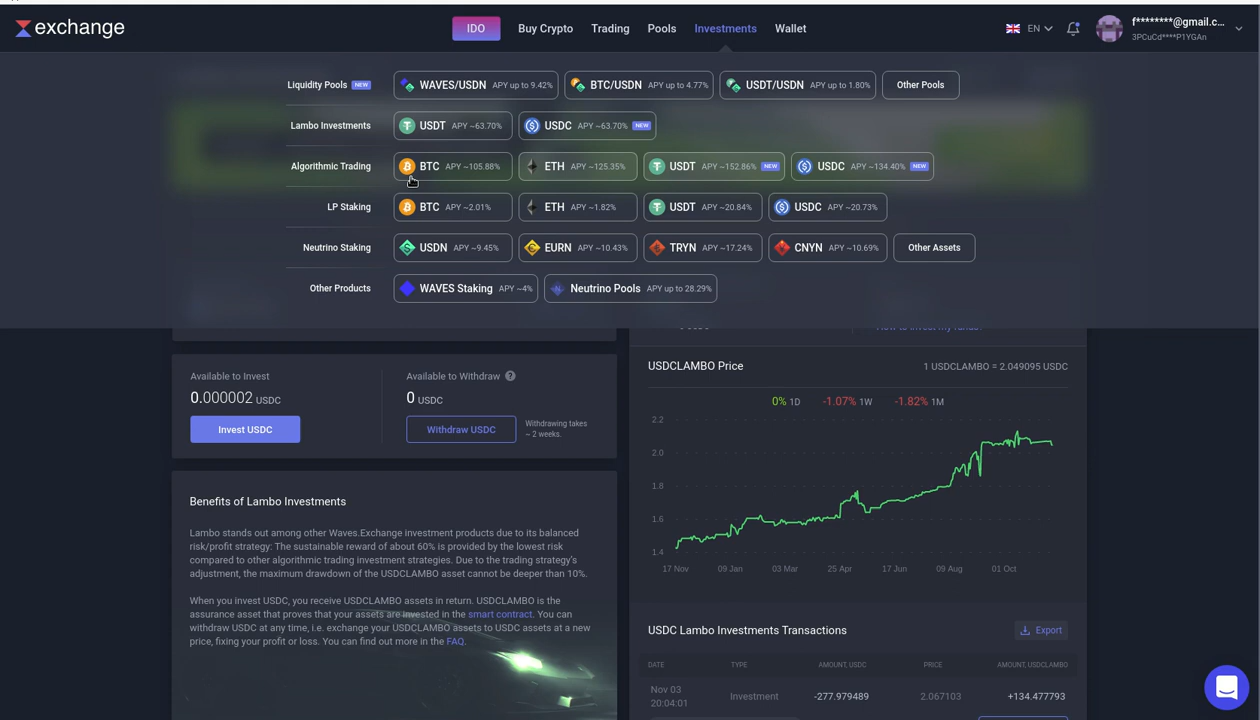 exchange
IDO
Buy Crypto
Trading
Pools
Investments
Wallet
EN
f********@gmail.c...
3PCuCd****P1YGAn
Liquidity Pools NEW
WAVES/USDN APY up to 9.42%
BTC/USDN APY up to 4.77%
USDT/USDN APY up to 1.80%
Other Pools
Lambo Investments
USDT APY ~63.70%
USDC APY ~63.70% NEW
Algorithmic Trading
BTC APY ~105.88%
ETH APY ~125.35%
USDT APY ~152.86% NEW
USDC APY ~134.40% NEW
LP Staking
BTC APY ~2.01%
ETH APY ~1.82%
USDT APY ~20.84%
USDC APY ~20.73%
Neutrino Staking
USDN APY ~9.45%
EURN APY ~10.43%
TRYN APY ~17.24%
CNYN APY ~10.69%
Other Assets
Other Products
WAVES Staking APY ~4%
Neutrino Pools APY up to 28.29%
Available to Invest
0.000002 USDC
Invest USDC
Available to Withdraw ?
0 USDC
Withdraw USDC
Withdrawing takes
~ 2 weeks.
Benefits of Lambo Investments
Lambo stands out among other Waves.Exchange investment products due to its balanced
risk/profit strategy: The sustainable reward of about 60% is provided by the lowest risk
compared to other algorithmic trading investment strategies. Due to the trading strategy's
adjustment, the maximum drawdown of the USDCLAMBO asset cannot be deeper than 10%.
When you invest USDC, you receive USDCLAMBO assets in return. USDCLAMBO is the
assurance asset that proves that your assets are invested in the smart contract. You can
withdraw USDC at any time, i.e. exchange your USDCLAMBO assets to USDC assets at a new
price, fixing your profit or loss. You can find out more in the FAQ.
USDCLAMBO Price
1 USDCLAMBO = 2.049095 USDC
0% 1D
-1.07% 1W
-1.82% 1M
2.2
2.0
1.8
1.6
1.4
17 Nov
09 Jan
03 Mar
25 Apr
17 Jun
09 Aug
01 Oct
USDC Lambo Investments Transactions
Export
DATE
TYPE
AMOUNT, USDC
PRICE
AMOUNT, USDCLAMBO
Nov 03
20:04:01
Investment
-277.979489
2.067103
+134.477793